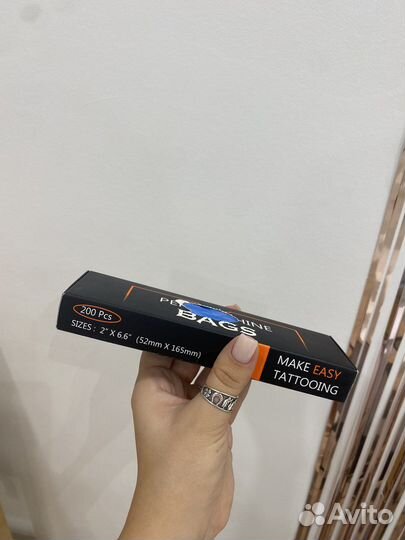 BAGS
200 Pcs
SIZES : 2" X 6.6" (52mm X 165mm)
MAKE EASY
TATTOOING
Avito